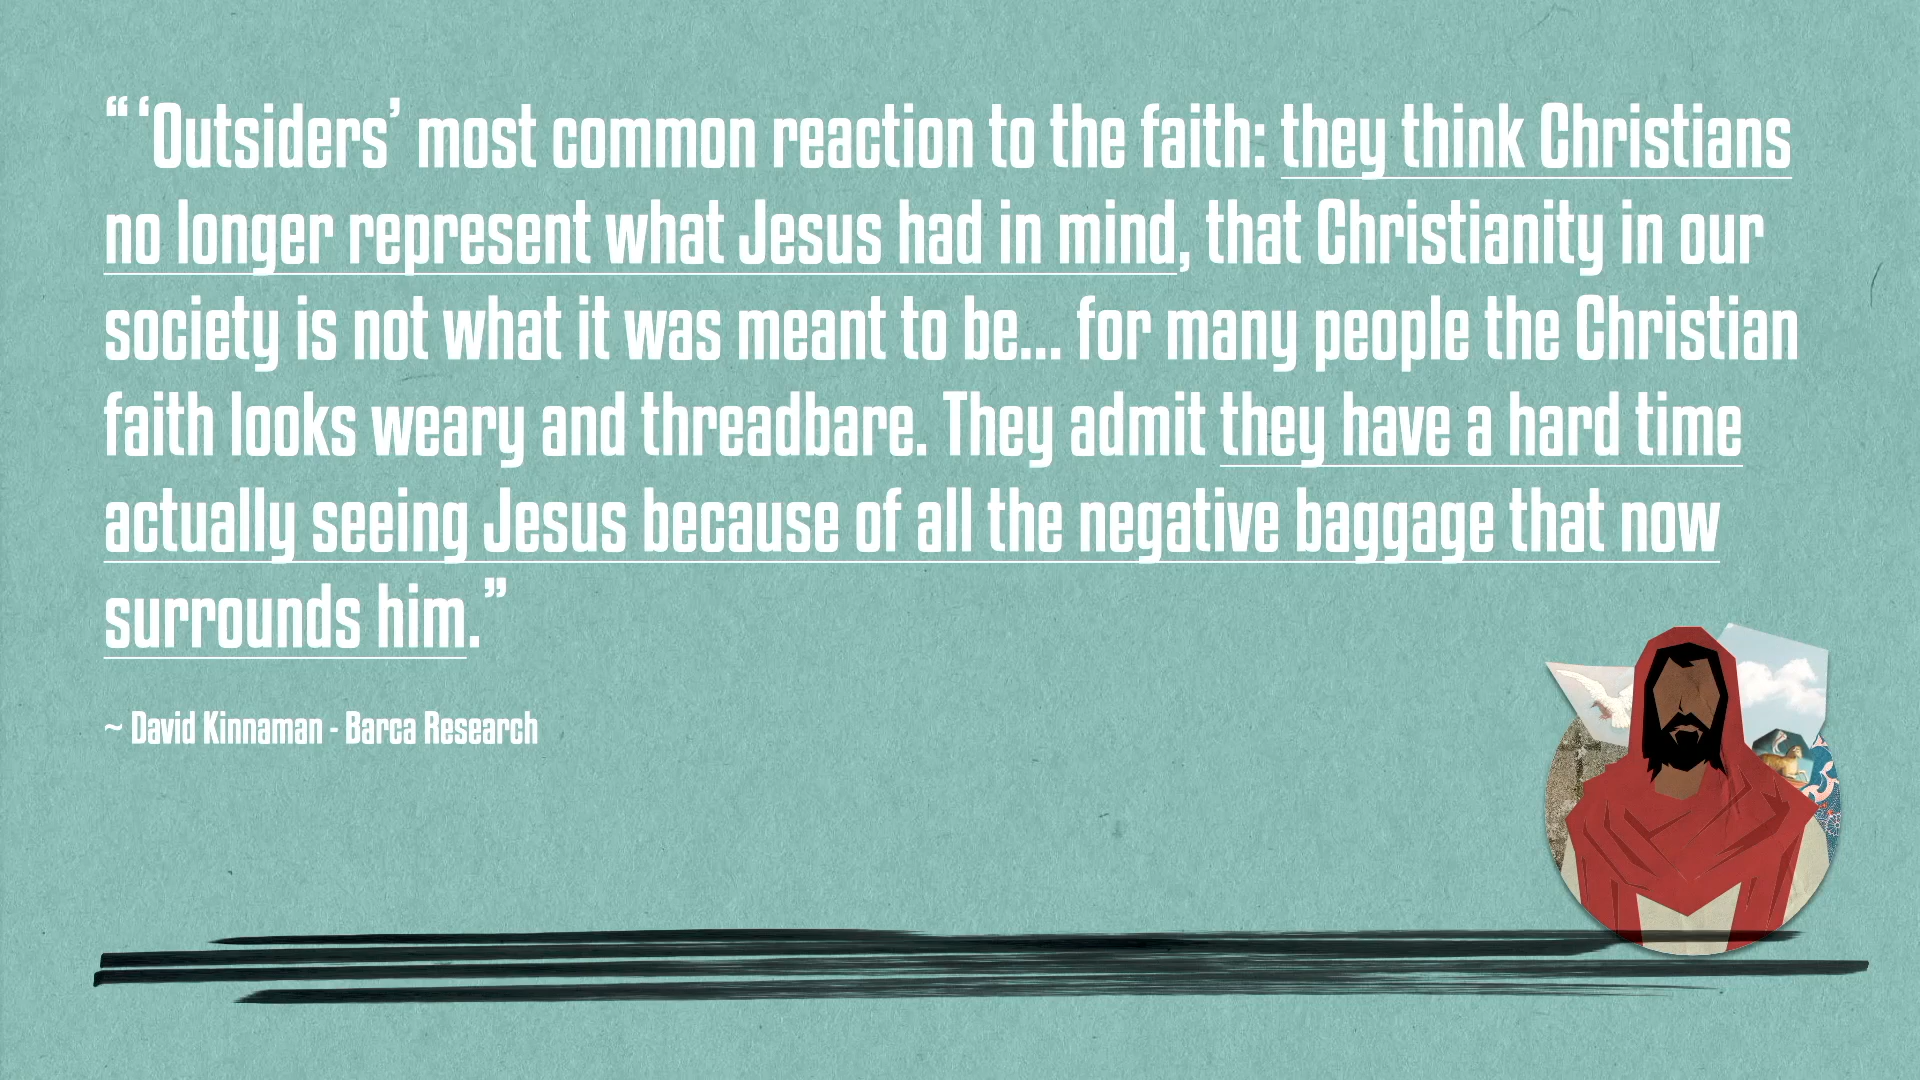 “ ‘Outsiders’ most common reaction to the faith: they think Christians
no longer represent what Jesus had in mind, that Christianity in our
society is not what it was meant to be... for many people the Christian
faith looks weary and threadbare. They admit they have a hard time
actually seeing Jesus because of all the negative baggage that now
surrounds him.”
~ David Kinnaman - Barca Research